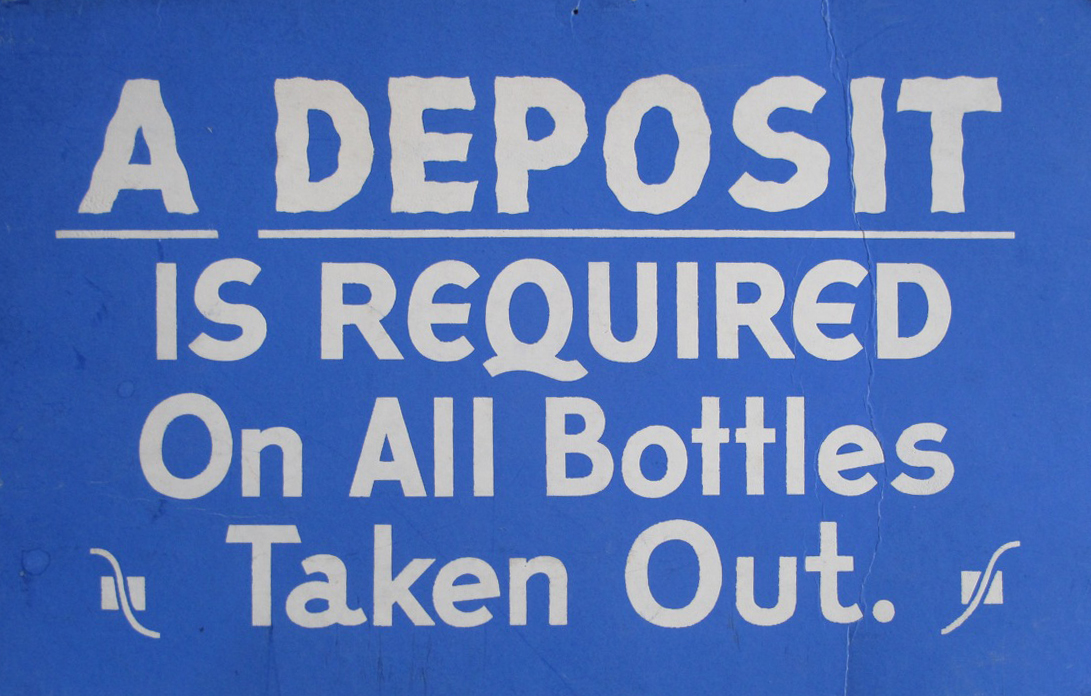 A DEPOSIT
IS REQUIRED
On All Bottles
Taken Out.